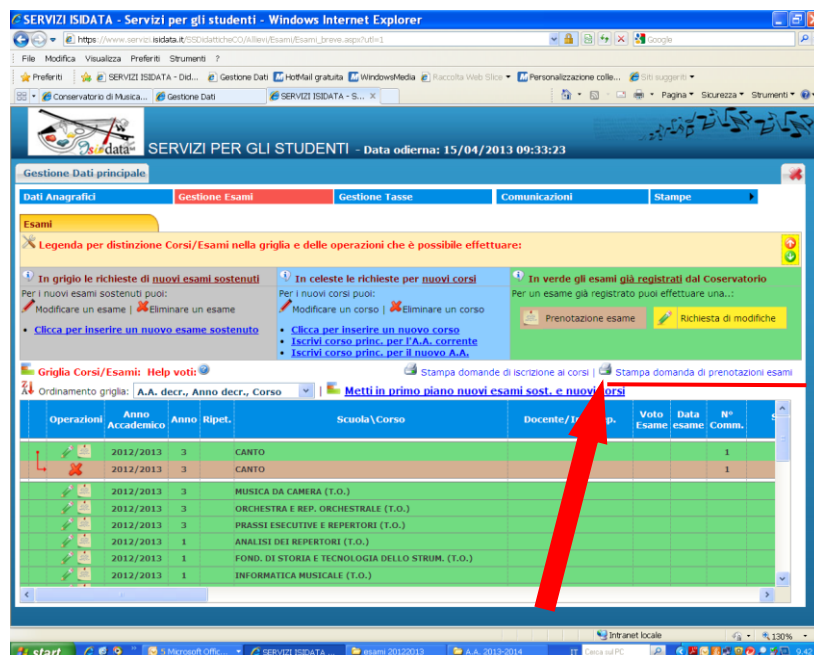 SERVIZI ISIDATA - Servizi per gli studenti - Windows Internet Explorer
https://www.servizi.isidata.it/SSDidatticheCO/Allievi/Esami/Esami_breve.aspx?utl=1
Google
File Modifica Visualizza Preferiti Strumenti ?
Preferiti SERVIZI ISIDATA - Did... Gestione Dati HotMail gratuita WindowsMedia Raccolta Web Slice Personalizzazione colle... Siti suggeriti
Conservatorio di Musica... Gestione Dati SERVIZI ISIDATA - S... X Pagina Sicurezza Strumenti
Isidata SERVIZI PER GLI STUDENTI - Data odierna: 15/04/2013 09:33:23
Gestione Dati principale
Dati Anagrafici Gestione Esami Gestione Tasse Comunicazioni Stampe
Esami
Legenda per distinzione Corsi/Esami nella griglia e delle operazioni che è possibile effettuare:
In grigio le richieste di nuovi esami sostenuti
Per i nuovi esami sostenuti puoi:
Modificare un esame | Eliminare un esame
• Clicca per inserire un nuovo esame sostenuto
In celeste le richieste per nuovi corsi
Per i nuovi corsi puoi:
Modificare un corso | Eliminare un corso
• Clicca per inserire un nuovo corso
• Iscrivi corso princ. per l'A.A. corrente
• Iscrivi corso princ. per il nuovo A.A.
In verde gli esami già registrati dal Coservatorio
Per un esame già registrato puoi effettuare una..:
Prenotazione esame Richiesta di modifiche
Griglia Corsi/Esami: Help voti: Stampa domande di iscrizione ai corsi | Stampa domanda di prenotazioni esami
Ordinamento griglia: A.A. decr., Anno decr., Corso | Metti in primo piano nuovi esami sost. e nuovi corsi
Operazioni Anno Accademico Anno Ripet. Scuola\Corso Voto Esame Data esame N° Comm.
2012/2013 3 CANTO 1
2012/2013 3 CANTO 1
2012/2013 3 MUSICA DA CAMERA (T.O.)
2012/2013 3 ORCHESTRA E REP. ORCHESTRALE (T.O.)
2012/2013 3 PRASSI ESECUTIVE E REPERTORI (T.O.)
2012/2013 1 ANALISI DEI REPERTORI (T.O.)
2012/2013 1 FOND. DI STORIA E TECNOLOGIA DELLO STRUM. (T.O.)
2012/2013 1 INFORMATICA MUSICALE (T.O.)
Intranet locale 130%
start 5 Microsoft Offic... SERVIZI ISIDATA ... esami 20122013 A.A. 2013-2014 IT Cerca sul PC 9.42